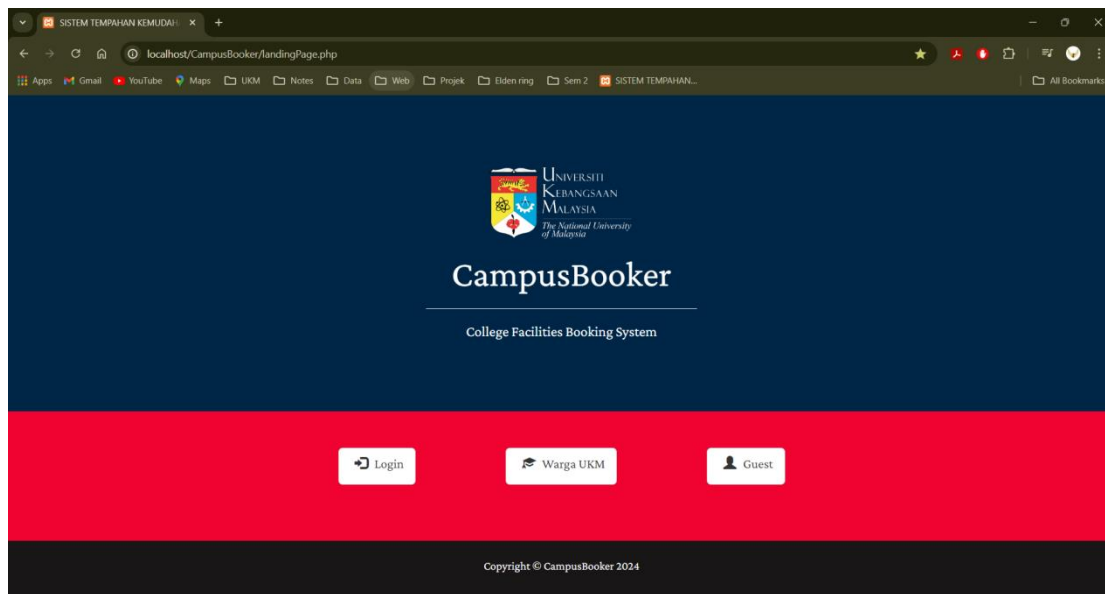 SISTEM TEMPAHAN KEMUDAH
localhost/CampusBooker/landingPage.php
Apps Gmail YouTube Maps UKM Notes Data Web Projek Elden ring Sem 2 SISTEM TEMPAHAN... All Bookmarks
UNIVERSITI
KEBANGSAAN
MALAYSIA
The National University
of Malaysia
CampusBooker
College Facilities Booking System
Login Warga UKM Guest
Copyright © CampusBooker 2024